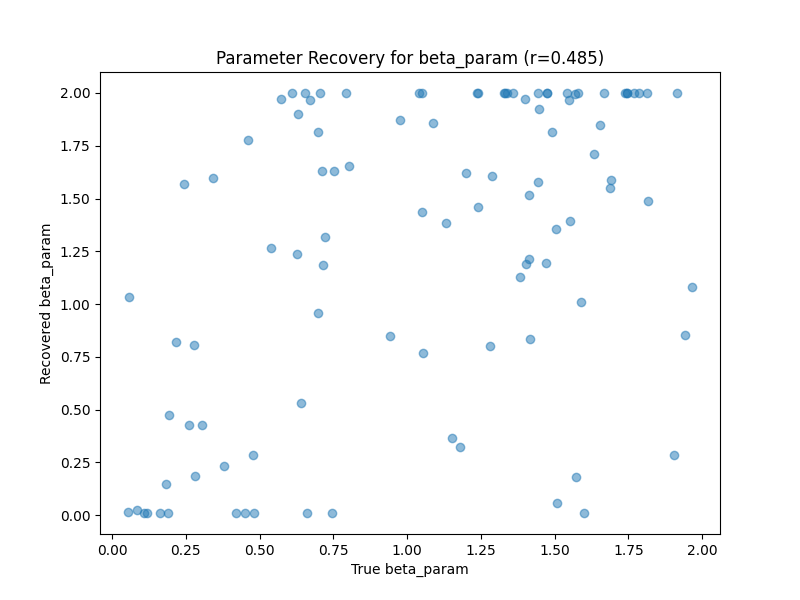 Parameter Recovery for beta_param (r=0.485)
2.00
1.75
1.50
1.25
1.00
0.75
0.50
0.25
0.00
Recovered beta_param
0.00 0.25 0.50 0.75 1.00 1.25 1.50 1.75 2.00
True beta_param